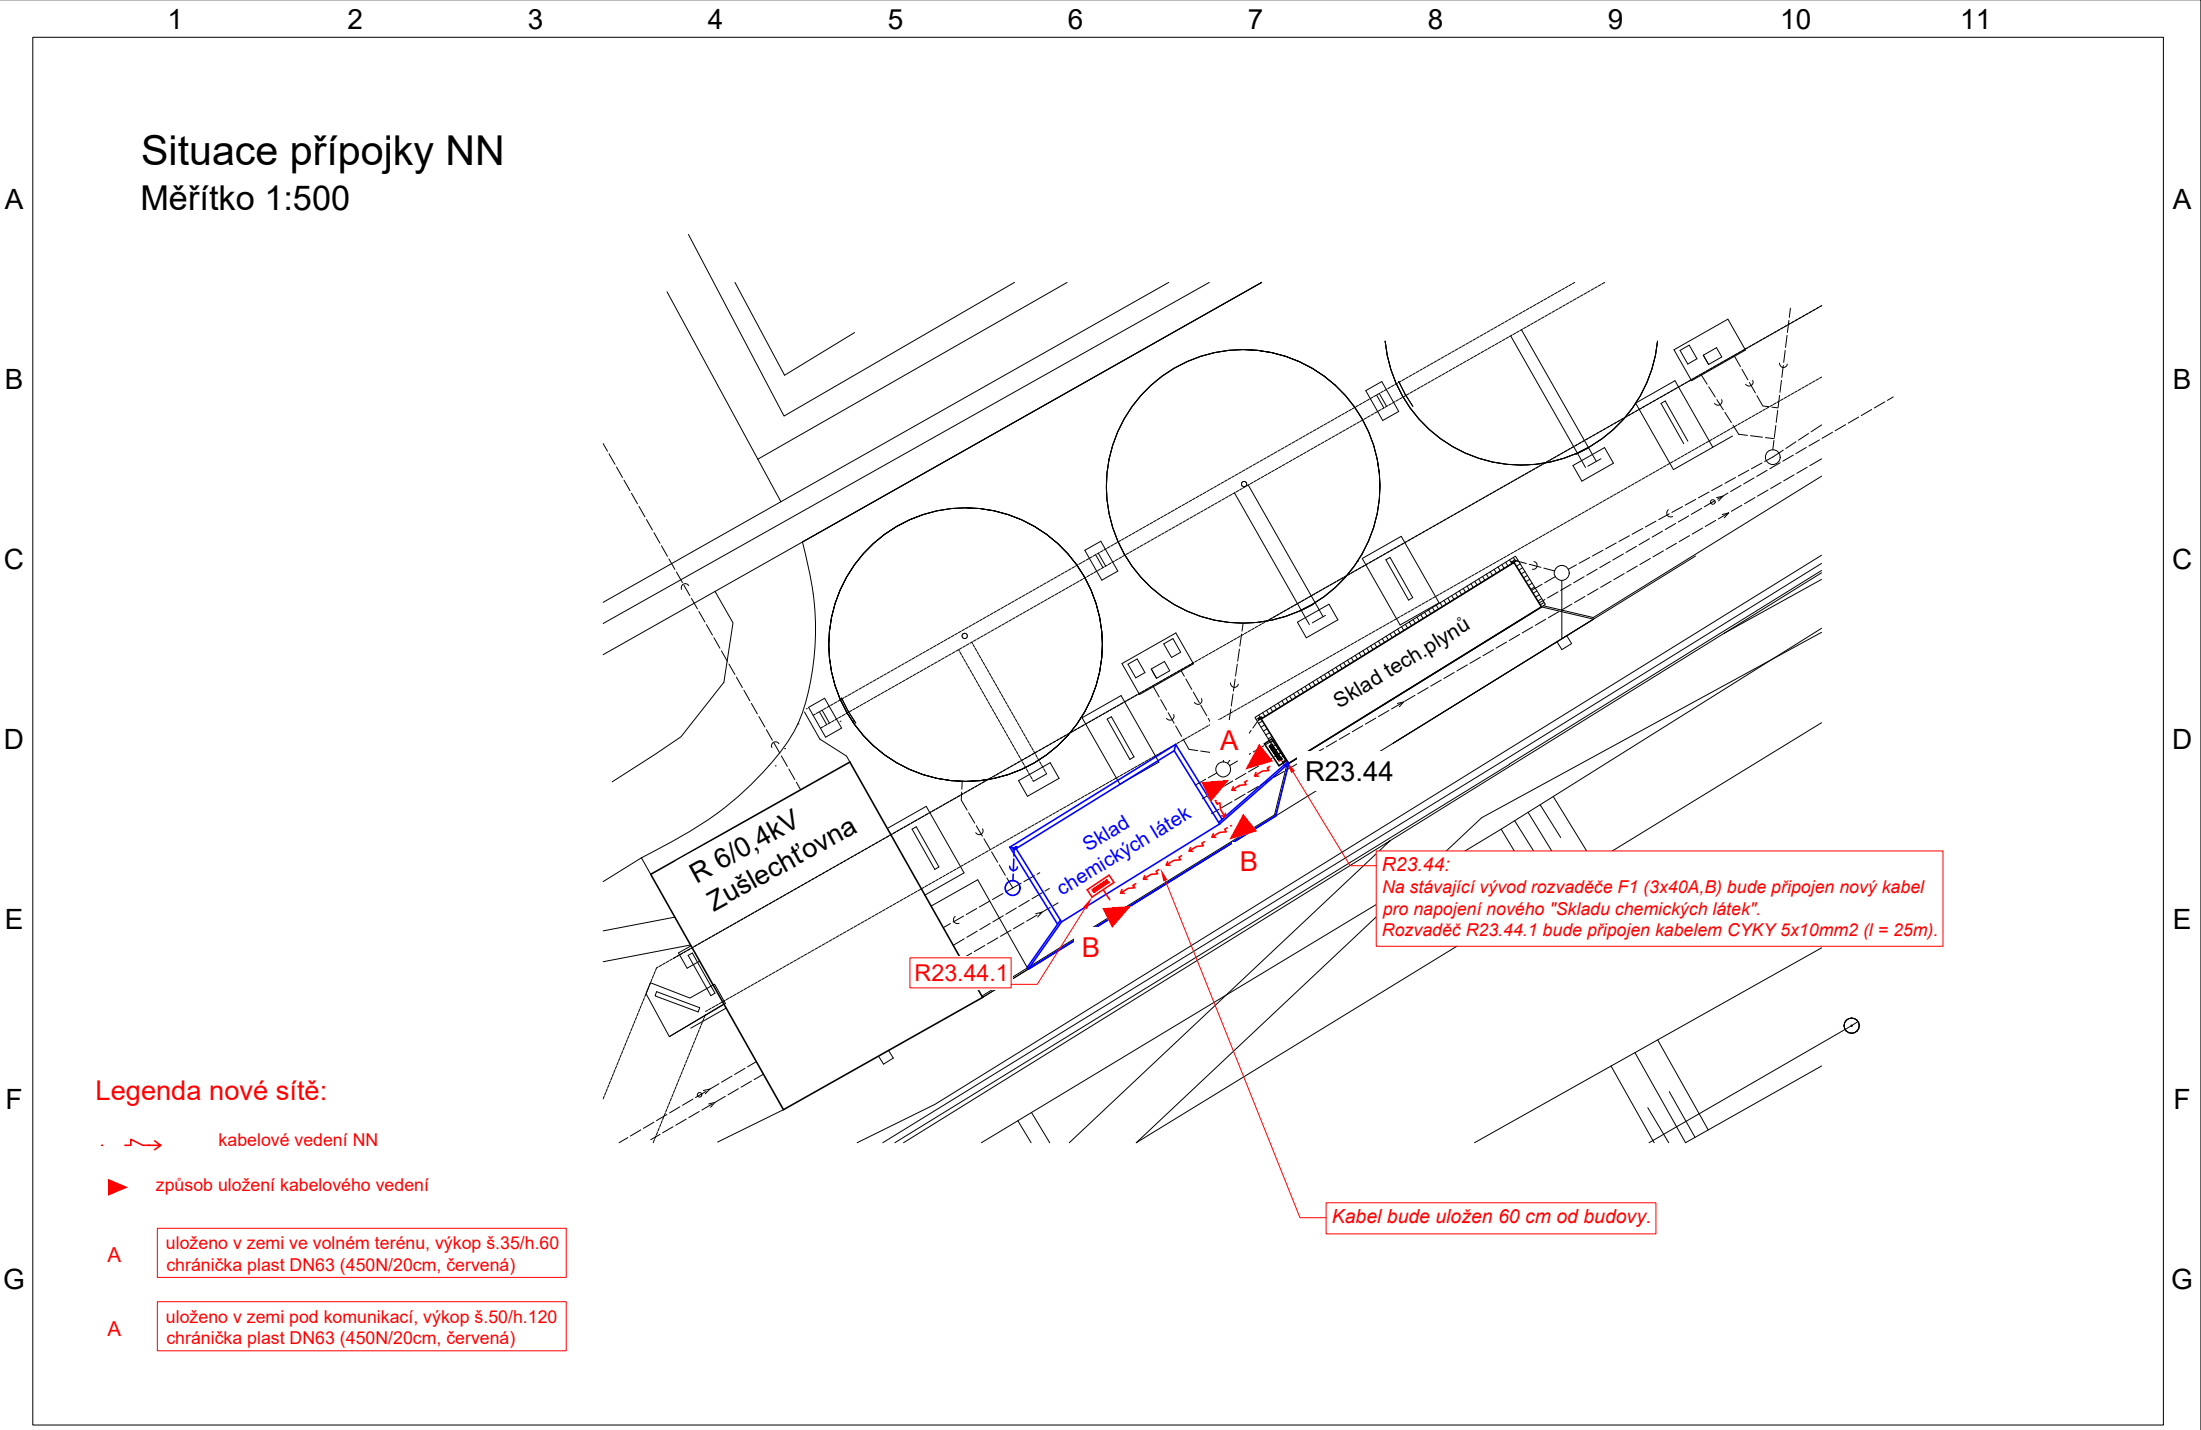 1 2 3 4 5 6 7 8 9 10 11
Situace přípojky NN
Měřítko 1:500
A A
B B
C C
D D
E E
F F
G G
Sklad tech.plynů
A
R23.44
Sklad
chemických látek
R 6/0,4kV
Zušlechťovna
B
B
R23.44.1
R23.44:
Na stávající vývod rozvaděče F1 (3x40A,B) bude připojen nový kabel
pro napojení nového "Skladu chemických látek".
Rozvaděč R23.44.1 bude připojen kabelem CYKY 5x10mm2 (l = 25m).
Kabel bude uložen 60 cm od budovy.
Legenda nové sítě:
kabelové vedení NN
způsob uložení kabelového vedení
A
uloženo v zemi ve volném terénu, výkop š.35/h.60
chránička plast DN63 (450N/20cm, červená)
A
uloženo v zemi pod komunikací, výkop š.50/h.120
chránička plast DN63 (450N/20cm, červená)